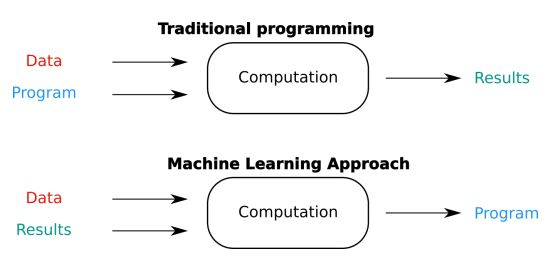 Traditional programming
Data
Program
Computation
Results
Machine Learning Approach
Data
Results
Computation
Program